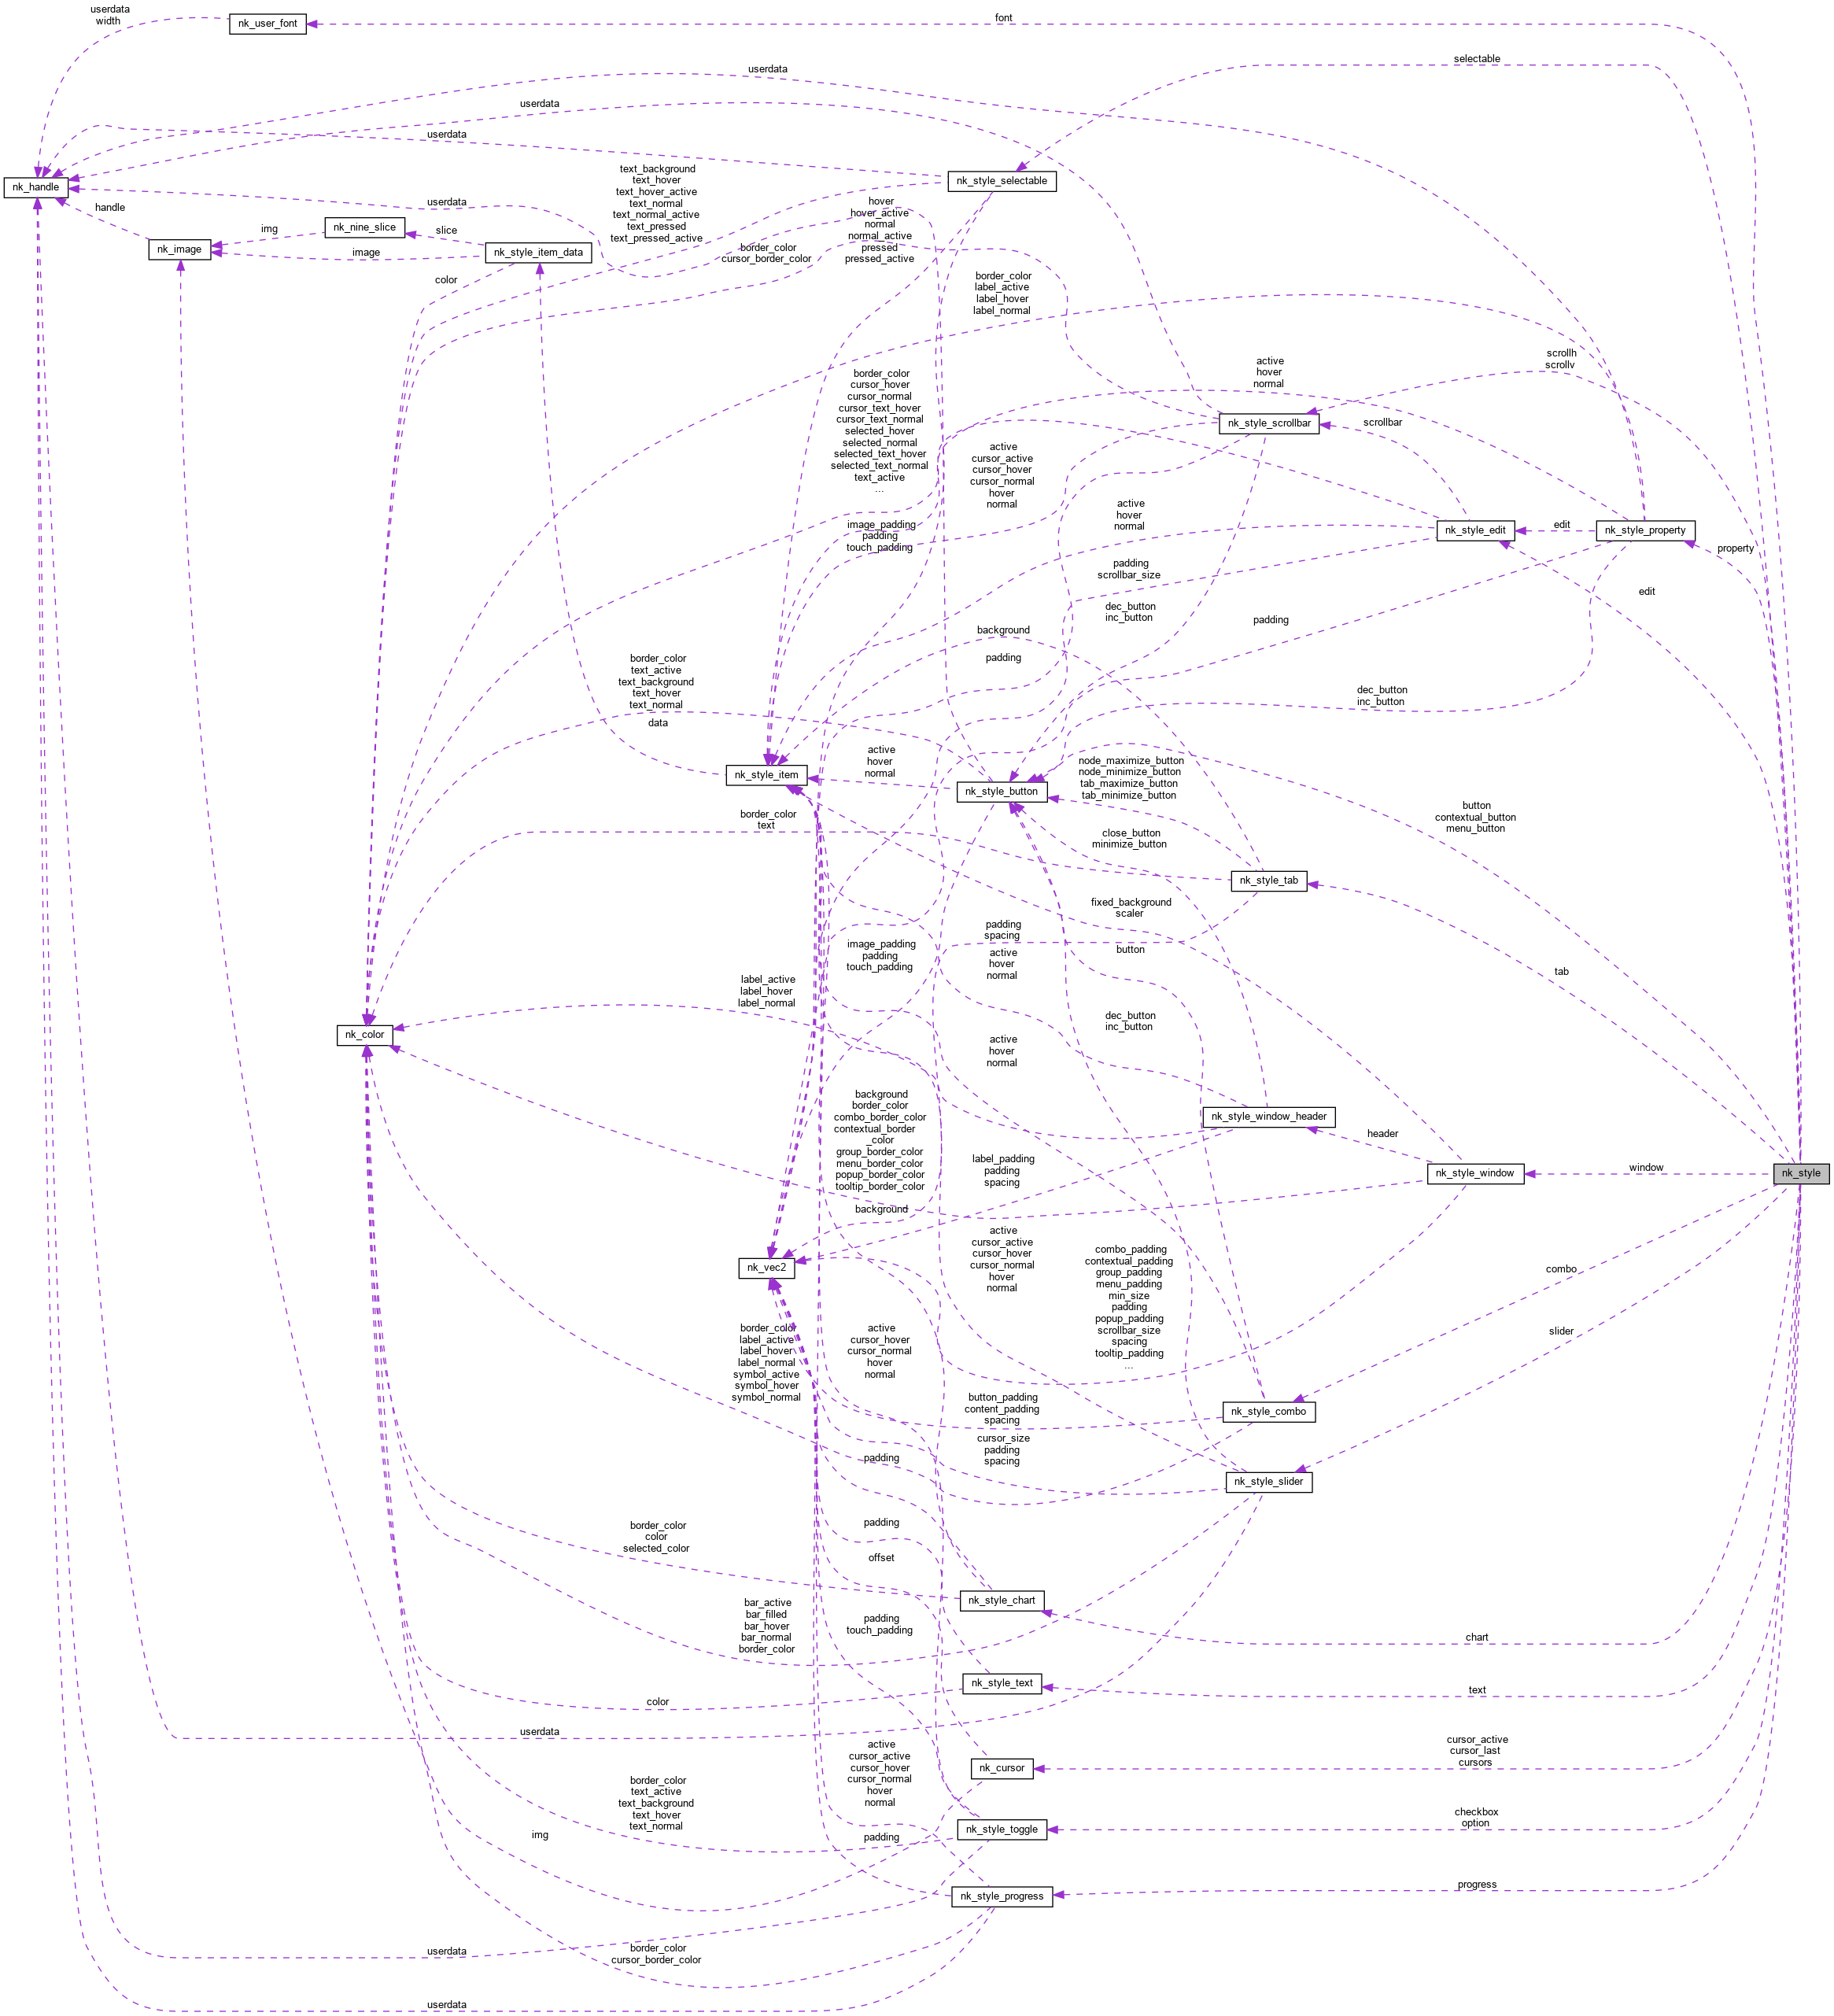 userdata
width
nk_user_font
font
selectable
userdata
userdata
userdata
nk_handle
nk_style_selectable
userdata
handle
text_background
text_hover
text_hover_active
text_normal
text_normal_active
text_pressed
text_pressed_active
hover
hover_active
normal
normal_active
pressed
pressed_active
nk_nine_slice
img
slice
nk_image
image
nk_style_item_data
border_color
cursor_border_color
color
border_color
label_active
label_hover
label_normal
scrollh
scrollv
active
hover
normal
nk_style_scrollbar
scrollbar
border_color
cursor_hover
cursor_normal
cursor_text_hover
cursor_text_normal
selected_hover
selected_normal
selected_text_hover
selected_text_normal
text_active
...
active
cursor_active
cursor_hover
cursor_normal
hover
normal
active
hover
normal
nk_style_edit
edit
nk_style_property
property
image_padding
padding
touch_padding
padding
scrollbar_size
edit
dec_button
inc_button
padding
background
padding
border_color
text_active
text_background
text_hover
text_normal
dec_button
inc_button
data
active
hover
normal
nk_style_item
nk_style_button
node_maximize_button
node_minimize_button
tab_maximize_button
tab_minimize_button
button
contextual_button
menu_button
border_color
text
close_button
minimize_button
nk_style_tab
fixed_background
scaler
padding
spacing
image_padding
padding
touch_padding
active
hover
normal
button
tab
label_active
label_hover
label_normal
nk_color
dec_button
inc_button
active
hover
normal
background
border_color
combo_border_color
contextual_border
_color
group_border_color
menu_border_color
popup_border_color
tooltip_border_color
nk_style_window_header
header
label_padding
padding
spacing
nk_style_window
window
nk_style
background
nk_vec2
active
cursor_active
cursor_hover
cursor_normal
hover
normal
combo_padding
contextual_padding
group_padding
menu_padding
min_size
padding
popup_padding
scrollbar_size
spacing
tooltip_padding
...
combo
slider
border_color
label_active
label_hover
label_normal
symbol_active
symbol_hover
symbol_normal
active
cursor_hover
cursor_normal
hover
normal
button_padding
content_padding
spacing
nk_style_combo
cursor_size
padding
spacing
padding
nk_style_slider
border_color
color
selected_color
padding
offset
nk_style_chart
bar_active
bar_filled
bar_hover
bar_normal
border_color
padding
touch_padding
chart
nk_style_text
text
color
userdata
active
cursor_active
cursor_hover
cursor_normal
hover
normal
nk_cursor
cursor_active
cursor_last
cursors
border_color
text_active
text_background
text_hover
text_normal
img
padding
nk_style_toggle
checkbox
option
nk_style_progress
progress
userdata
border_color
cursor_border_color
userdata